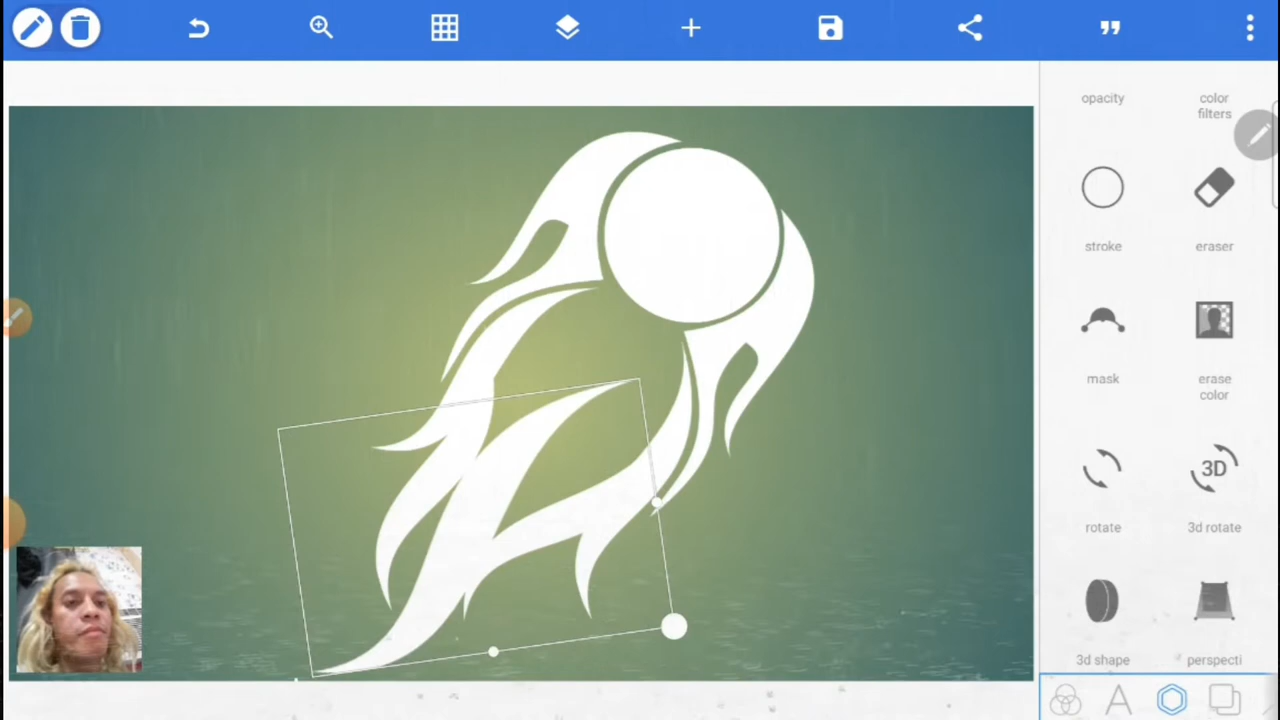 opacity
color
filters
stroke
eraser
mask
erase
color
rotate
3D
3d rotate
3d shape
perspecti
A